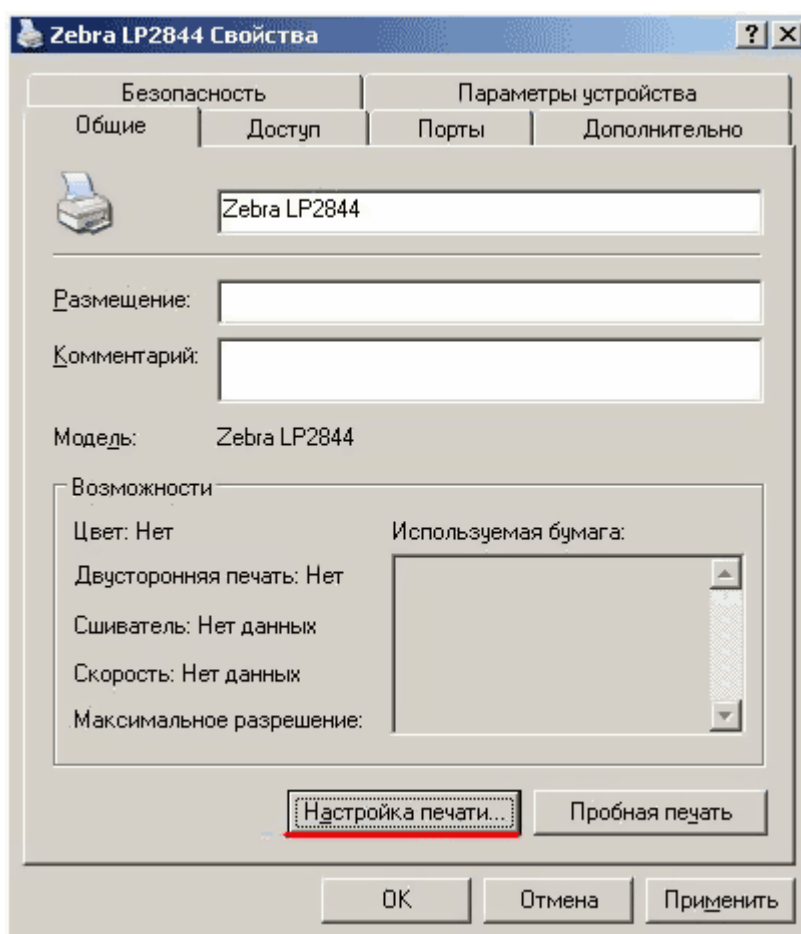 Zebra LP2844 Свойства
Безопасность Параметры устройства
Общие Доступ Порты Дополнительно
Zebra LP2844
Размещение:
Комментарий:
Модель: Zebra LP2844
Возможности
Цвет: Нет Используемая бумага:
Двусторонняя печать: Нет
Сшиватель: Нет данных
Скорость: Нет данных
Максимальное разрешение:
Настройка печати... Пробная печать
OK Отмена Применить